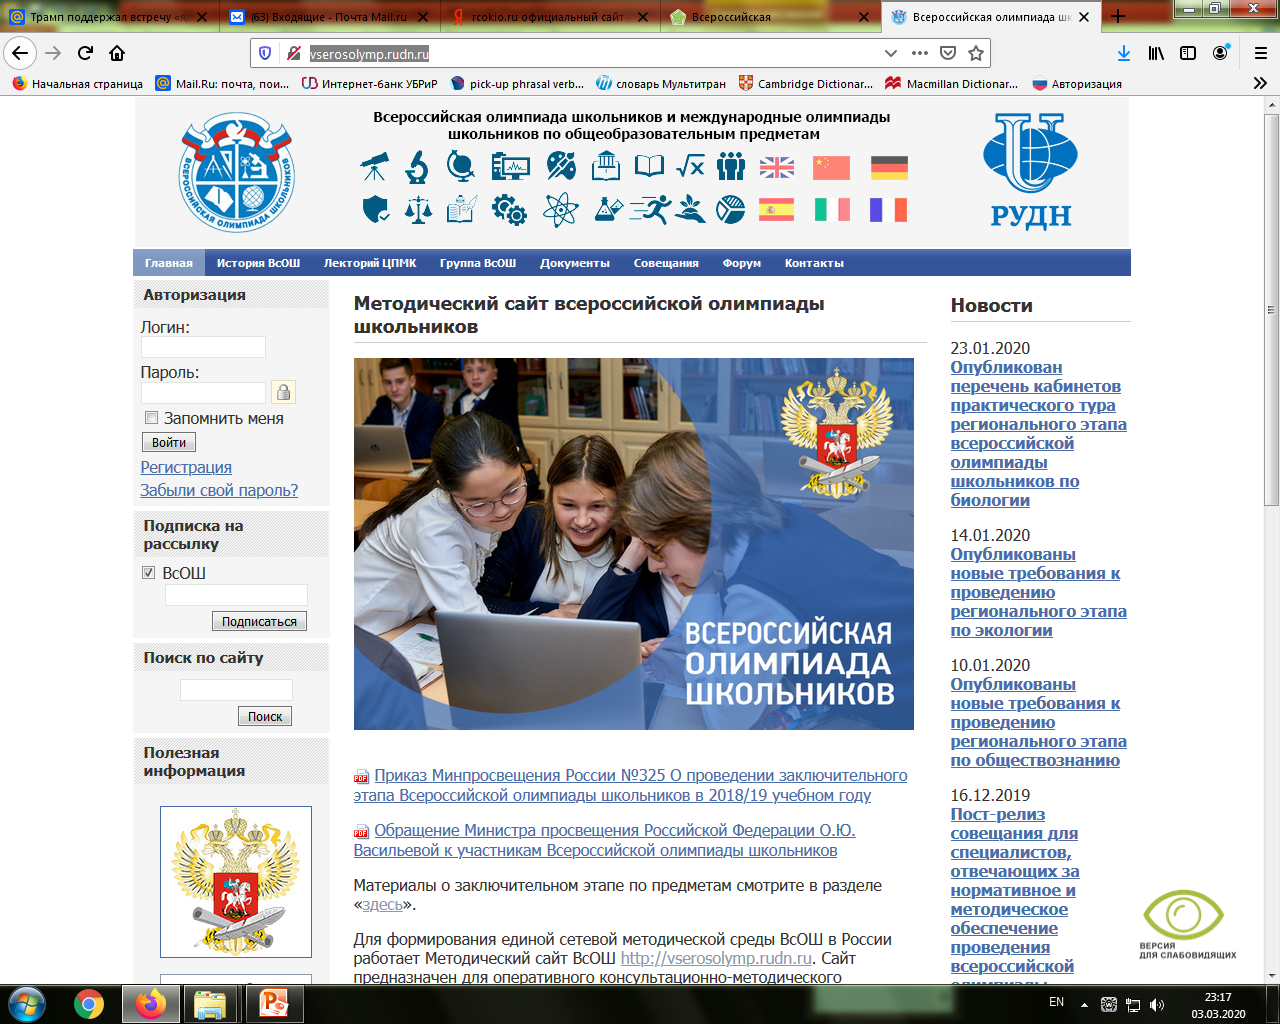 Трамп поддержал встречу «яд
(63) Входящие - Почта Mail.ru
rcokio.ru официальный сайт
Всероссийская
Всероссийская олимпиада шк
vserosolymp.rudn.ru
Начальная страница
Mail.Ru: почта, пои...
Интернет-банк УБРиР
pick-up phrasal verb...
словарь Мультитран
Cambridge Dictionar...
Macmillan Dictionar...
Авторизация
ВСЕРОССИЙСКАЯ ОЛИМПИАДА ШКОЛЬНИКОВ
Всероссийская олимпиада школьников и международные олимпиады
школьников по общеобразовательным предметам
РУДН
Главная
История ВсОШ
Лекторий ЦПМК
Группа ВсОШ
Документы
Совещания
Форум
Контакты
Авторизация
Логин:
Пароль:
Запомнить меня
Войти
Регистрация
Забыли свой пароль?
Подписка на
рассылку
ВсОШ
Подписаться
Поиск по сайту
Поиск
Полезная
информация
Методический сайт всероссийской олимпиады
школьников
ВСЕРОССИЙСКАЯ
ОЛИМПИАДА
ШКОЛЬНИКОВ
Приказ Минпросвещения России №325 О проведении заключительного
этапа Всероссийской олимпиады школьников в 2018/19 учебном году
Обращение Министра просвещения Российской Федерации О.Ю.
Васильевой к участникам Всероссийской олимпиады школьников
Материалы о заключительном этапе по предметам смотрите в разделе
«здесь».
Для формирования единой сетевой методической среды ВсОШ в России
работает Методический сайт ВсОШ http://vserosolymp.rudn.ru. Сайт
предназначен для оперативного консультационно-методического
Новости
23.01.2020
Опубликован
перечень кабинетов
практического тура
регионального этапа
всероссийской
олимпиады
школьников по
биологии
14.01.2020
Опубликованы
новые требования к
проведению
регионального этапа
по экологии
10.01.2020
Опубликованы
новые требования к
проведению
регионального этапа
по обществознанию
16.12.2019
Пост-релиз
совещания для
специалистов,
отвечающих за
нормативное и
методическое
обеспечение
проведения
всероссийской
олимпиады
ВЕРСИЯ
ДЛЯ СЛАБОВИДЯЩИХ
EN
23:17
03.03.2020